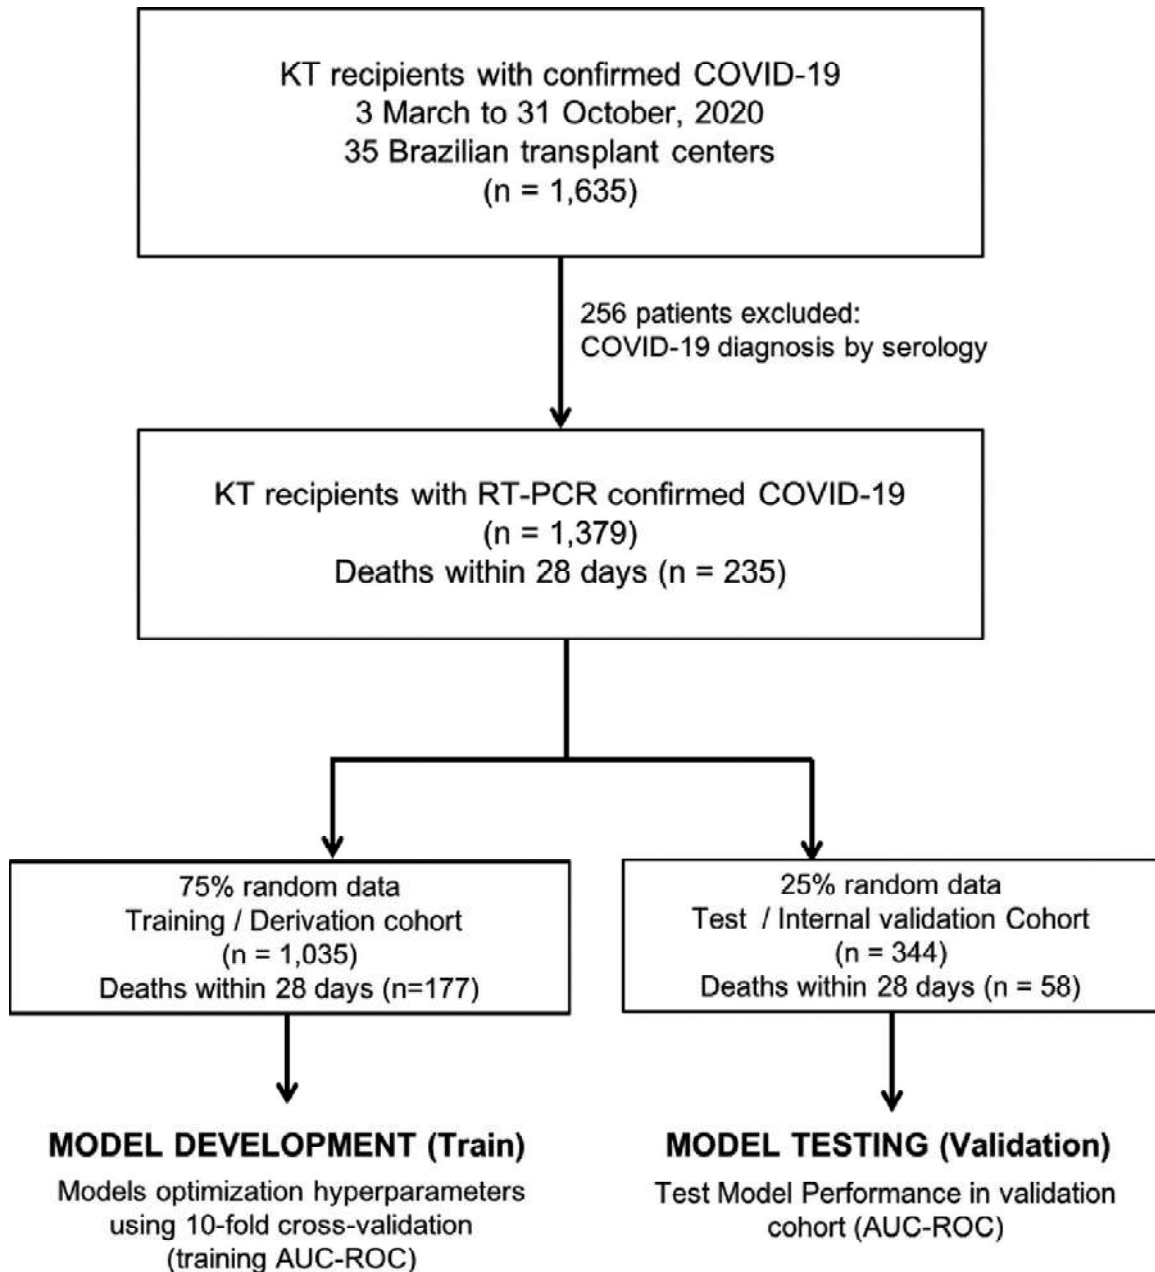 KT recipients with confirmed COVID-19
3 March to 31 October, 2020
35 Brazilian transplant centers
(n = 1,635)
256 patients excluded:
COVID-19 diagnosis by serology
KT recipients with RT-PCR confirmed COVID-19
(n = 1,379)
Deaths within 28 days (n = 235)
75% random data
Training / Derivation cohort
(n = 1,035)
Deaths within 28 days (n=177)
25% random data
Test / Internal validation Cohort
(n = 344)
Deaths within 28 days (n = 58)
MODEL DEVELOPMENT (Train)
Models optimization hyperparameters
using 10-fold cross-validation
(training AUC-ROC)
MODEL TESTING (Validation)
Test Model Performance in validation
cohort (AUC-ROC)